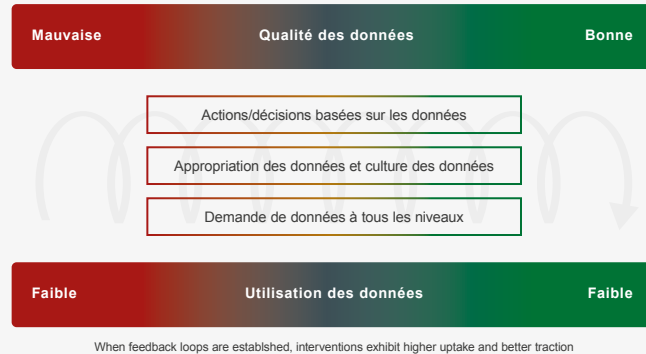 Mauvaise Qualité des données Bonne
Actions/décisions basées sur les données
Appropriation des données et culture des données
Demande de données à tous les niveaux
Faible Utilisation des données Faible
When feedback loops are establshed, interventions exhibit higher uptake and better traction